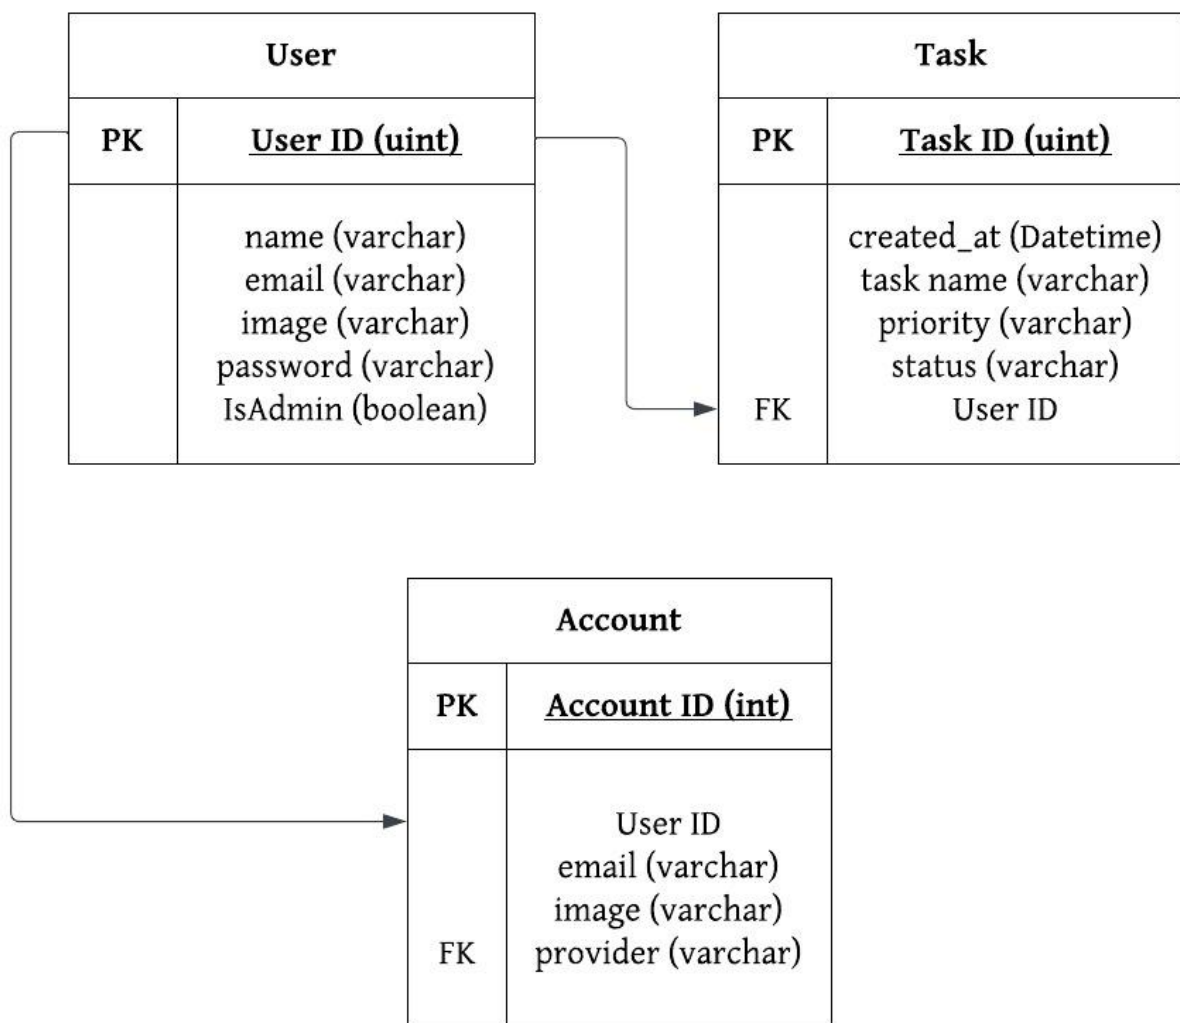 User
PK User ID (uint)
name (varchar)
email (varchar)
image (varchar)
password (varchar)
IsAdmin (boolean)
Task
PK Task ID (uint)
created_at (Datetime)
task name (varchar)
priority (varchar)
status (varchar)
FK User ID
Account
PK Account ID (int)
User ID
email (varchar)
image (varchar)
FK provider (varchar)